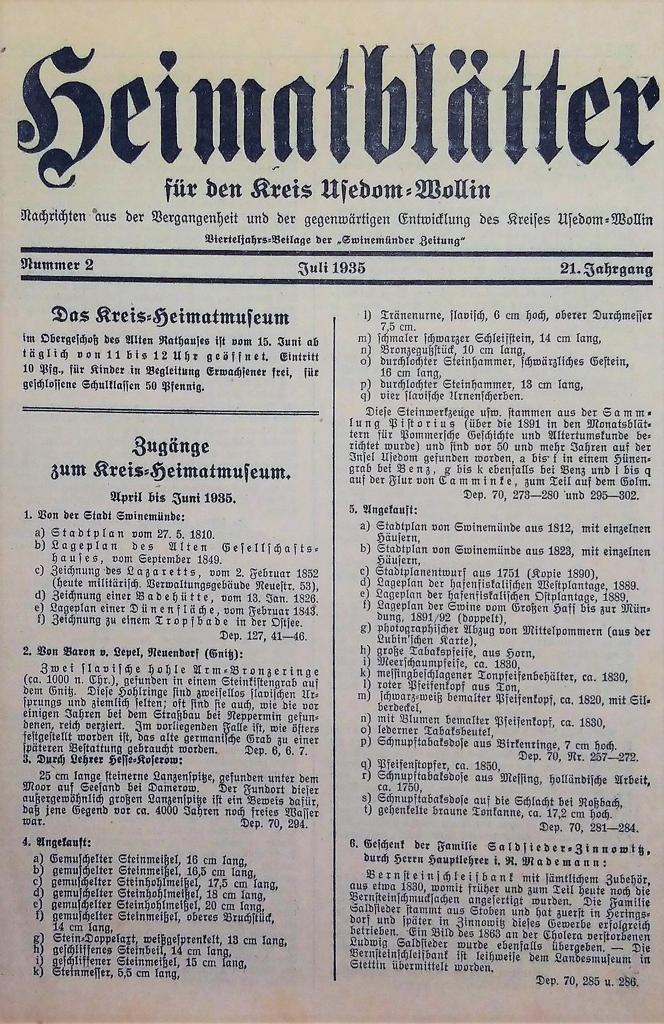 Heimatblätter
für den Kreis Usedom=Wollin
Nachrichten aus der Vergangenheit und der gegenwärtigen Entwicklung des Kreises Usedom=Wollin
Vierteljahrs=Beilage der „Swinemünder Zeitung“
Nummer 2 Juli 1935 21. Jahrgang
Das Kreis=Heimatmuseum
im Obergeschoß des Alten Rathauses ist vom 15. Juni ab
täglich von 11 bis 12 Uhr geöffnet. Eintritt
10 Pfg., für Kinder in Begleitung Erwachsener frei, für
geschlossene Schulklassen 50 Pfennig.
Zugänge
zum Kreis=Heimatmuseum.
April bis Juni 1935.
1. Von der Stadt Swinemünde:
a) Stadtplan vom 27. 5. 1810.
b) Lageplan des Alten Gesellschafts=
hauses, vom September 1849.
c) Zeichnung des Lazaretts, vom 2. Februar 1852
(heute militärisch. Verwaltungsgebäude Neuestr. 53),
d) Zeichnung einer Badehütte, vom 13. Jan. 1826.
e) Lageplan einer Dünenfläche, vom Februar 1843.
f) Zeichnung zu einem Tropfbade in der Ostsee.
Dep. 127, 41—46.
2. Von Baron v. Lepel, Neuendorf (Gnitz):
Zwei slavische hohle Arm=Bronzeringe
(ca. 1000 n. Chr.), gefunden in einem Steinkistengrab auf
dem Gnitz. Diese Hohlringe sind zweifellos slavischen Ur=
sprungs und ziemlich selten; oft sind sie auch, wie die vor
einigen Jahren bei dem Straßbau bei Neppermin gefun=
denen, reich verziert. Im vorliegenden Falle ist, wie öfters
festgestellt worden ist, das alte germanische Grab zu einer
späteren Bestattung gebraucht worden. Dep. 6, 6. 7.
3. Durch Lehrer Hesse=Koserow:
25 cm lange steinerne Lanzenspitze, gefunden unter dem
Moor auf Seesand bei Damerow. Der Fundort dieser
außergewöhnlich großen Lanzenspitze ist ein Beweis dafür,
daß jene Gegend vor ca. 4000 Jahren noch freies Wasser
war. Dep. 70, 294.
4. Angekauft:
a) Gemuschelter Steinmeißel, 16 cm lang,
b) gemuschelter Steinmeißel, 16,5 cm lang,
c) gemuschelter Steinhohlmeißel, 17,5 cm lang,
d) gemuschelter Steinhohlmeißel, 18 cm lang,
e) gemuschelter Steinhohlmeißel, 20 cm lang,
f) gemuschelter Steinmeißel, oberes Bruchstück,
14 cm lang,
g) Stein=Doppelaxt, weißgesprenkelt, 13 cm lang,
h) geschliffenes Steinbeil, 14 cm lang,
i) geschliffener Steinmeißel, 15 cm lang,
k) Steinmesser, 5,5 cm lang,
l) Tränenurne, slavisch, 6 cm hoch, oberer Durchmesser
7,5 cm.
m) schmaler schwarzer Schleifstein, 14 cm lang,
n) Bronzegußstück, 10 cm lang,
o) durchlochter Steinhammer, schwärzliches Gestein,
16 cm lang,
p) durchlochter Steinhammer, 13 cm lang,
q) vier slavische Urnenscherben.
Diese Steinwerkzeuge usw. stammen aus der Samm=
lung Pistorius (über die 1891 in den Monatsblät=
tern für Pommersche Geschichte und Altertumskunde be=
richtet wurde) und sind vor 50 und mehr Jahren auf der
Insel Usedom gefunden worden, a bis f in einem Hünen=
grab bei Benz, g bis k ebenfalls bei Benz und l bis q
auf der Flur von Camminke, zum Teil auf dem Golm.
Dep. 70, 273—280 und 295—302.
5. Angekauft:
a) Stadtplan von Swinemünde aus 1812, mit einzelnen
Häusern,
b) Stadtplan von Swinemünde aus 1823, mit einzelnen
Häusern,
c) Stadtplanentwurf aus 1751 (Kopie 1890),
d) Lageplan der hafenfiskalischen Westplantage, 1889.
e) Lageplan der hafenfiskalischen Ostplantage, 1889,
f) Lageplan der Swine vom Großen Haff bis zur Mün=
dung, 1891/92 (doppelt),
g) photographischer Abzug von Mittelpommern (aus der
Lubin'schen Karte),
h) große Tabakspfeife, aus Horn,
i) Meerschaumpfeife, ca. 1830,
k) messingbeschlagener Tonpfeifenbehälter, ca. 1830,
l) roter Pfeifenkopf aus Ton,
m) schwarz=weiß bemalter Pfeifenkopf, ca. 1820, mit Sil=
berdeckel,
n) mit Blumen bemalter Pfeifenkopf, ca. 1830,
o) lederner Tabaksbeutel,
p) Schnupftabaksdose aus Birkenringe, 7 cm hoch.
Dep. 70, Nr. 257—272.
q) Pfeifenstopfer, ca. 1850,
r) Schnupftabaksdose aus Messing, holländische Arbeit,
ca. 1750,
s) Schnupftabaksdose auf die Schlacht bei Roßbach,
t) gehenkelte braune Tonkanne, ca. 17,2 cm hoch.
Dep. 70, 281—284.
6. Geschenk der Familie Saldsieder=Zinnowitz,
durch Herrn Hauptlehrer i. R. Mademann:
Bernsteinschleifbank mit sämtlichem Zubehör,
aus etwa 1830, womit früher und zum Teil heute noch die
Bernsteinschmucksachen angefertigt wurden. Die Familie
Saldsieder stammt aus Stoben und hat zuerst in Herings=
dorf und später in Zinnowitz dieses Gewerbe erfolgreich
betrieben. Ein Bild des 1863 an der Cholera verstorbenen
Ludwig Saldsieder wurde ebenfalls übergeben. — Die
Bernsteinschleifbank ist leihweise dem Landesmuseum in
Stettin übermittelt worden.
Dep. 70, 285 u. 286.